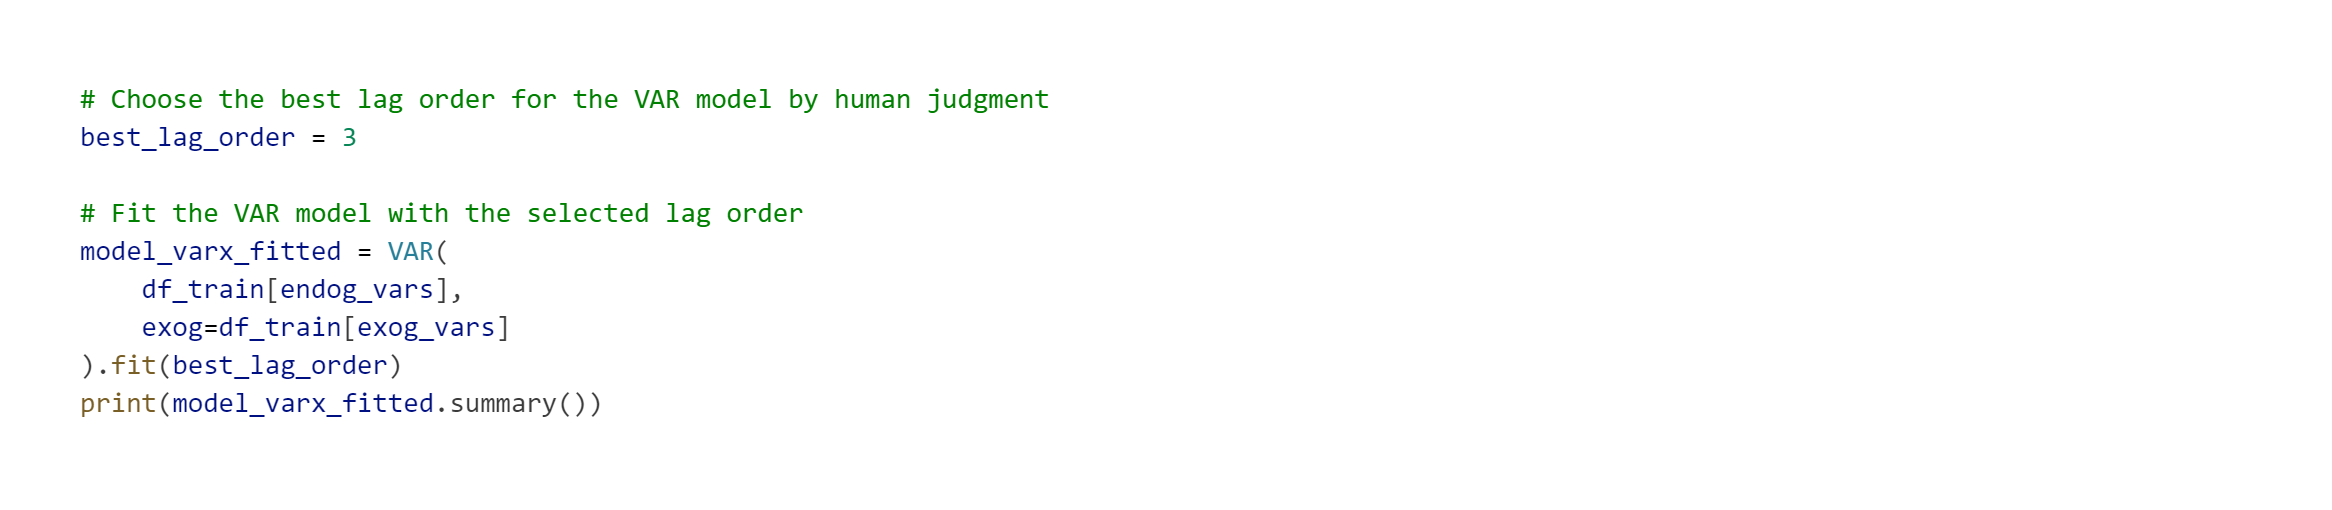 # Choose the best lag order for the VAR model by human judgment
best_lag_order = 3
# Fit the VAR model with the selected lag order
model_varx_fitted = VAR(
    df_train[endog_vars],
    exog=df_train[exog_vars]
).fit(best_lag_order)
print(model_varx_fitted.summary())